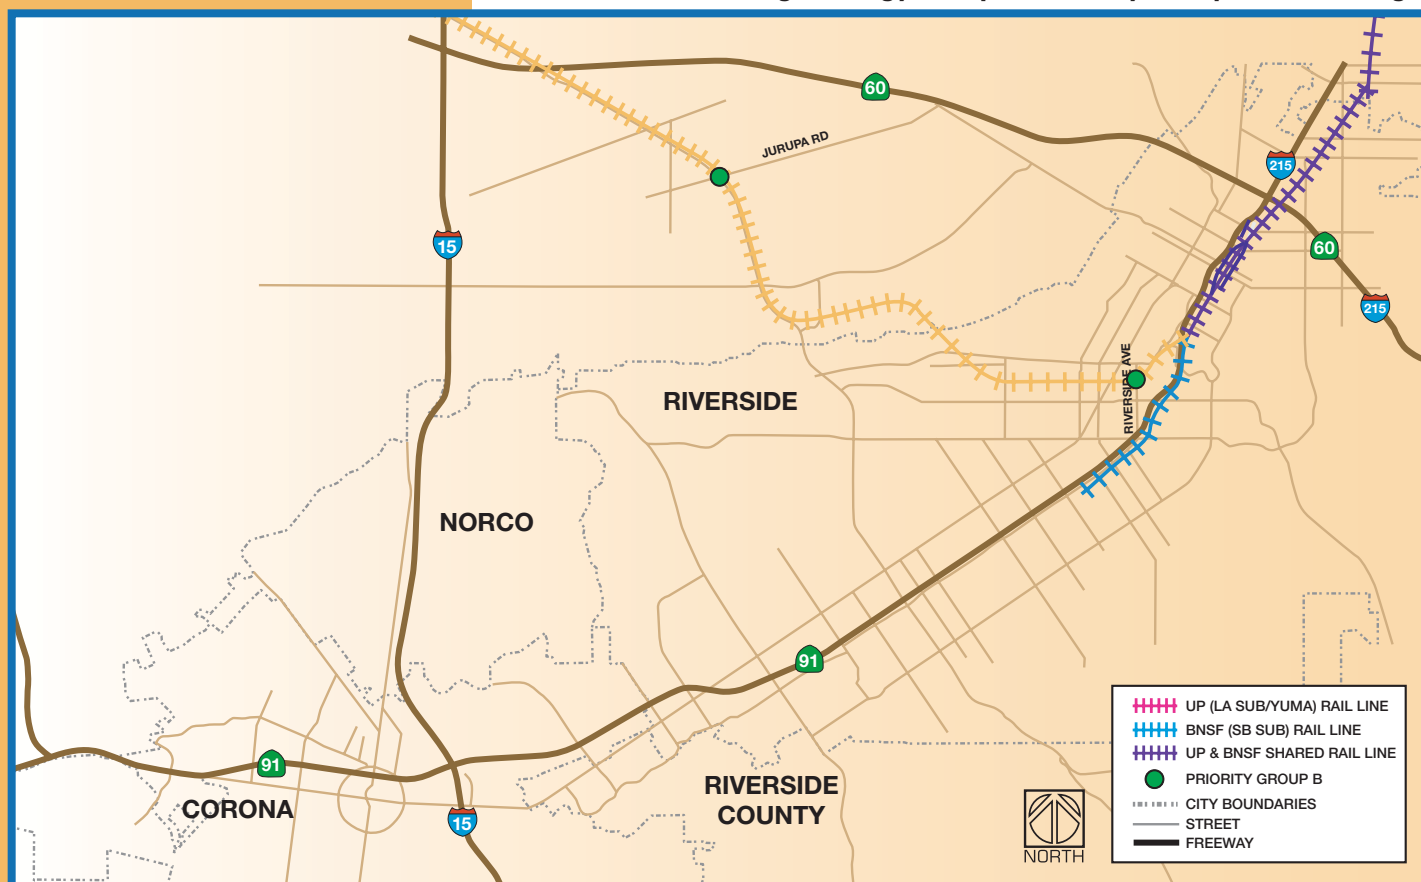 60
JURUPA RD
215
15
60
215
RIVERSIDE AVE
RIVERSIDE
NORCO
91
91
CORONA
15
RIVERSIDE
COUNTY
NORTH
UP (LA SUB/YUMA) RAIL LINE
BNSF (SB SUB) RAIL LINE
UP & BNSF SHARED RAIL LINE
PRIORITY GROUP B
CITY BOUNDARIES
STREET
FREEWAY